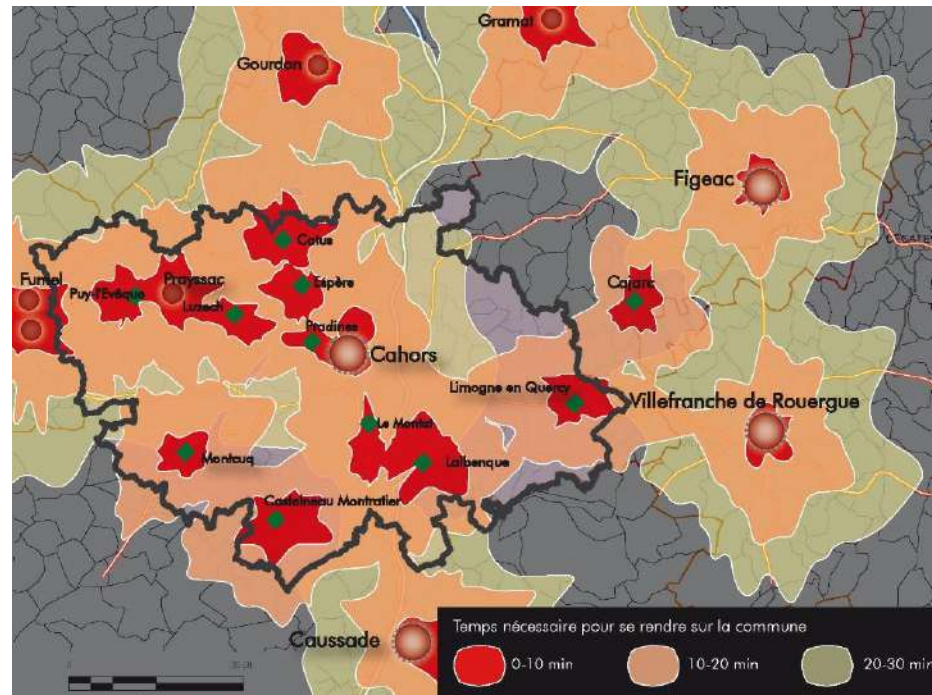 Gramat
Gourdon
Figeac
Catus
Fumel
Puy-l'Evêque
Prayssac
Espère
Cajarc
Luzech
Pradines
Cahors
Limogne en Quercy
Villefranche de Rouergue
Le Montat
Montcuq
Lalbenque
Castelnau Montratier
Caussade
Temps nécessaire pour se rendre sur la commune
0-10 min
10-20 min
20-30 min